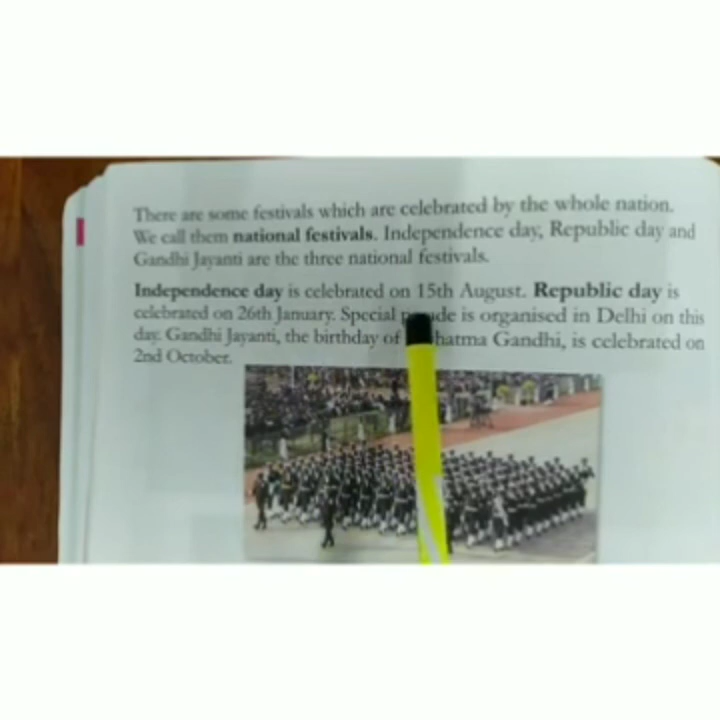 There are some festivals which are celebrated by the whole nation.
We call them national festivals. Independence day, Republic day and
Gandhi Jayanti are the three national festivals.
Independence day is celebrated on 15th August. Republic day is
celebrated on 26th January. Special is organised in Delhi on this
day. Gandhi Jayanti, the birthday of Gandhi, is celebrated on
2nd October.